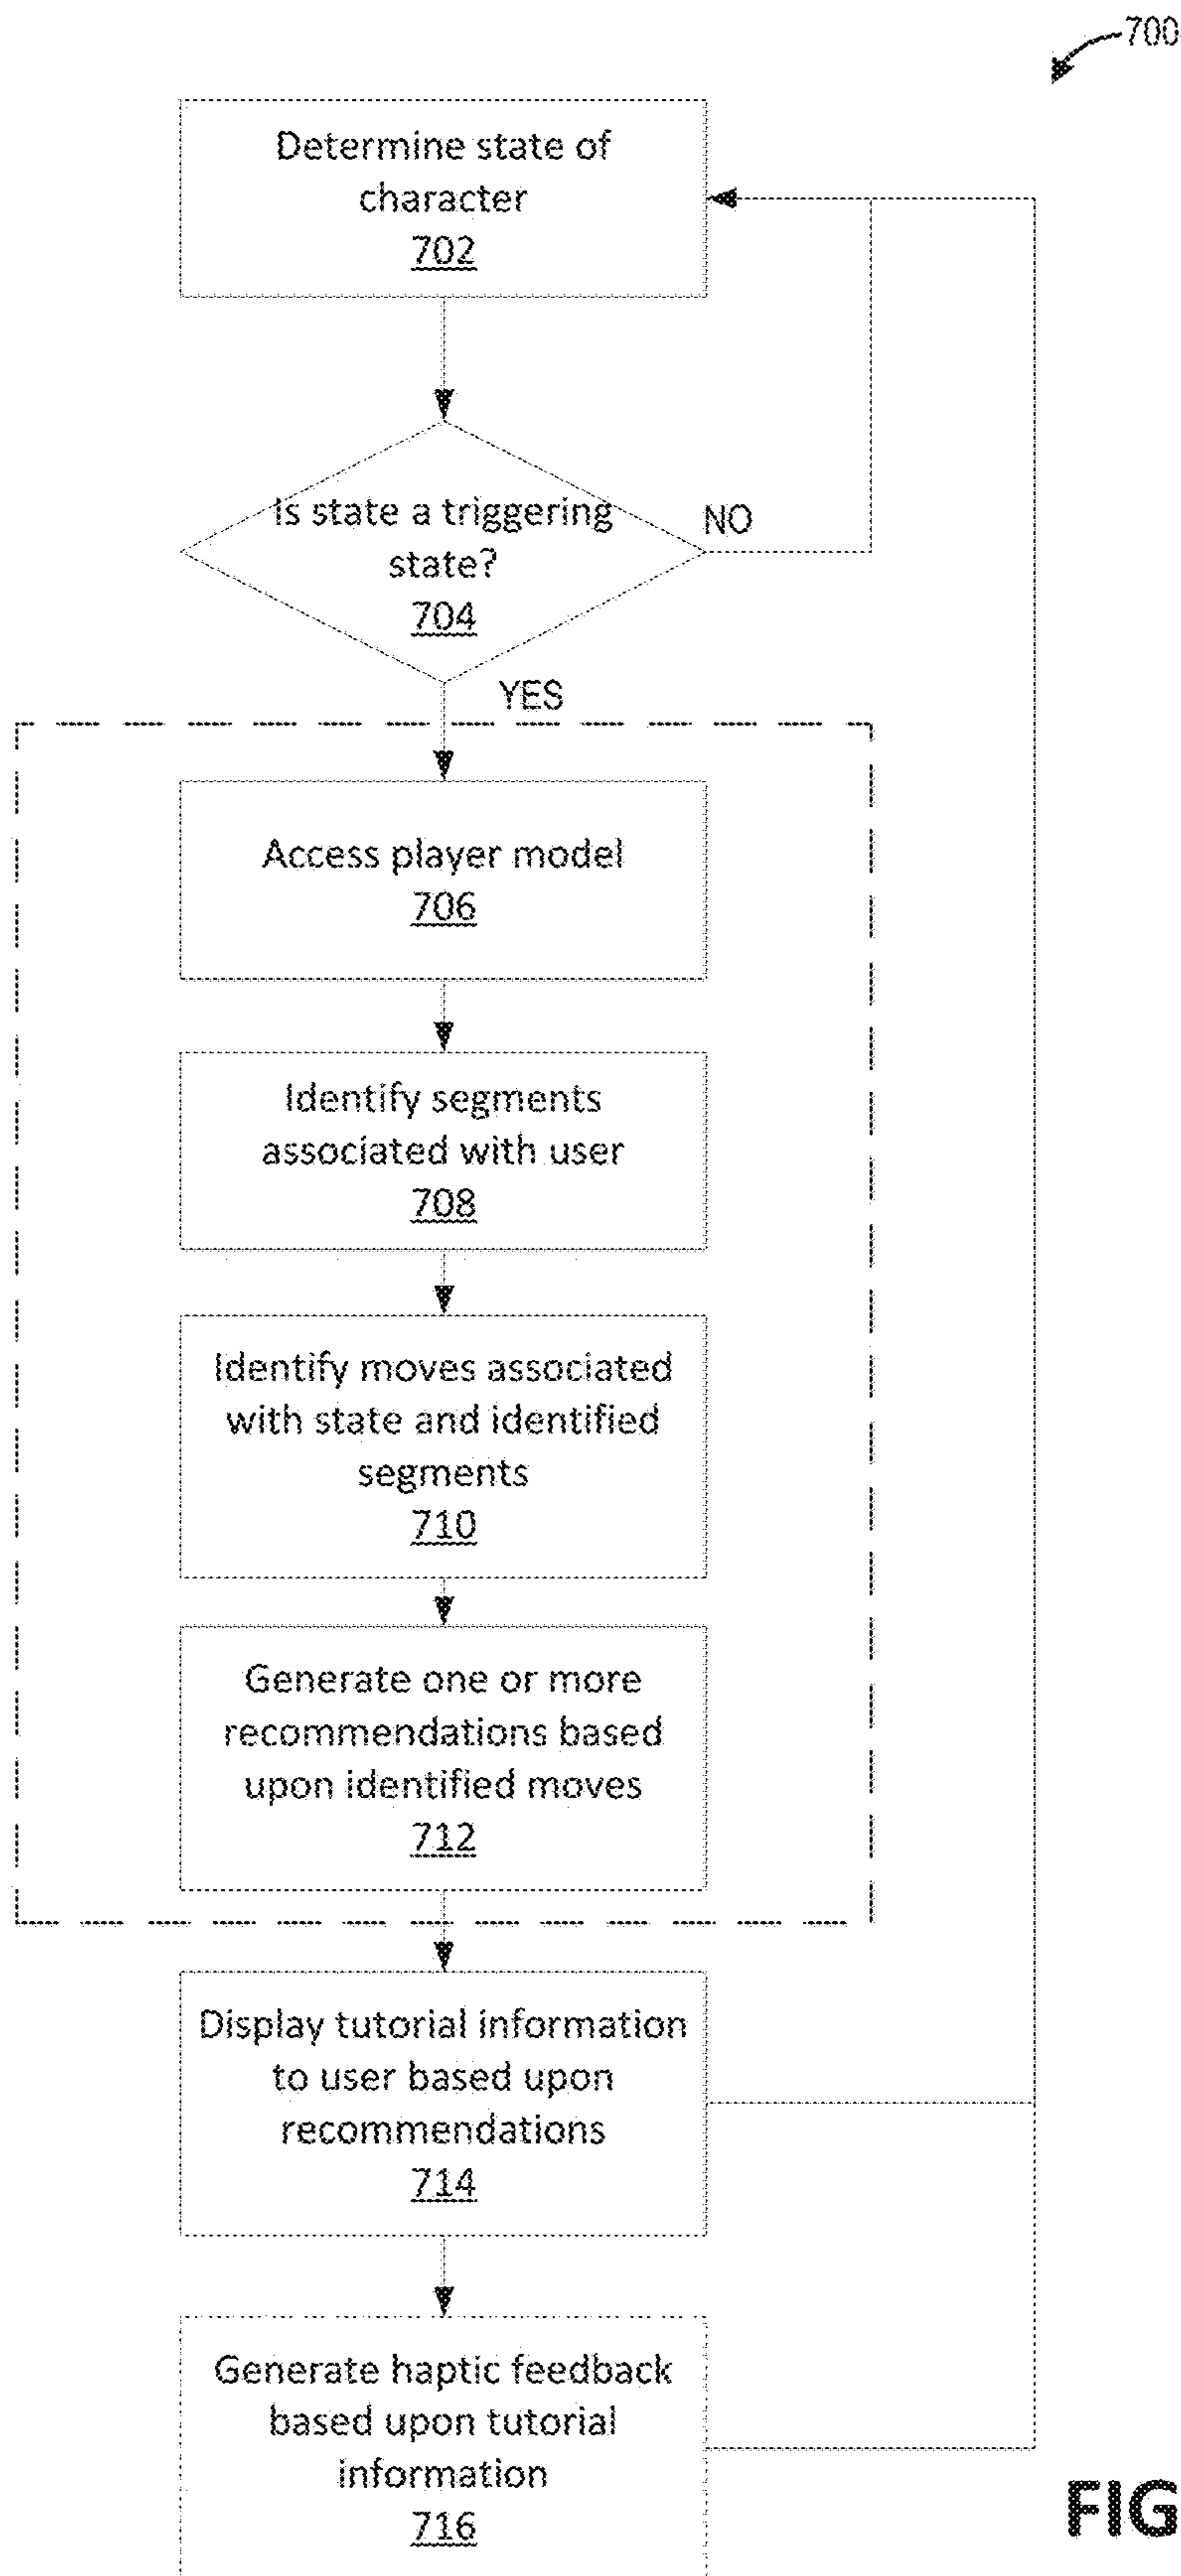 700
Determine state of
character
702
Is state a triggering
state?
704
NO
YES
Access player model
706
Identify segments
associated with user
708
Identify moves associated
with state and identified
segments
710
Generate one or more
recommendations based
upon identified moves
712
Display tutorial information
to user based upon
recommendations
714
Generate haptic feedback
based upon tutorial
information
716
FIG